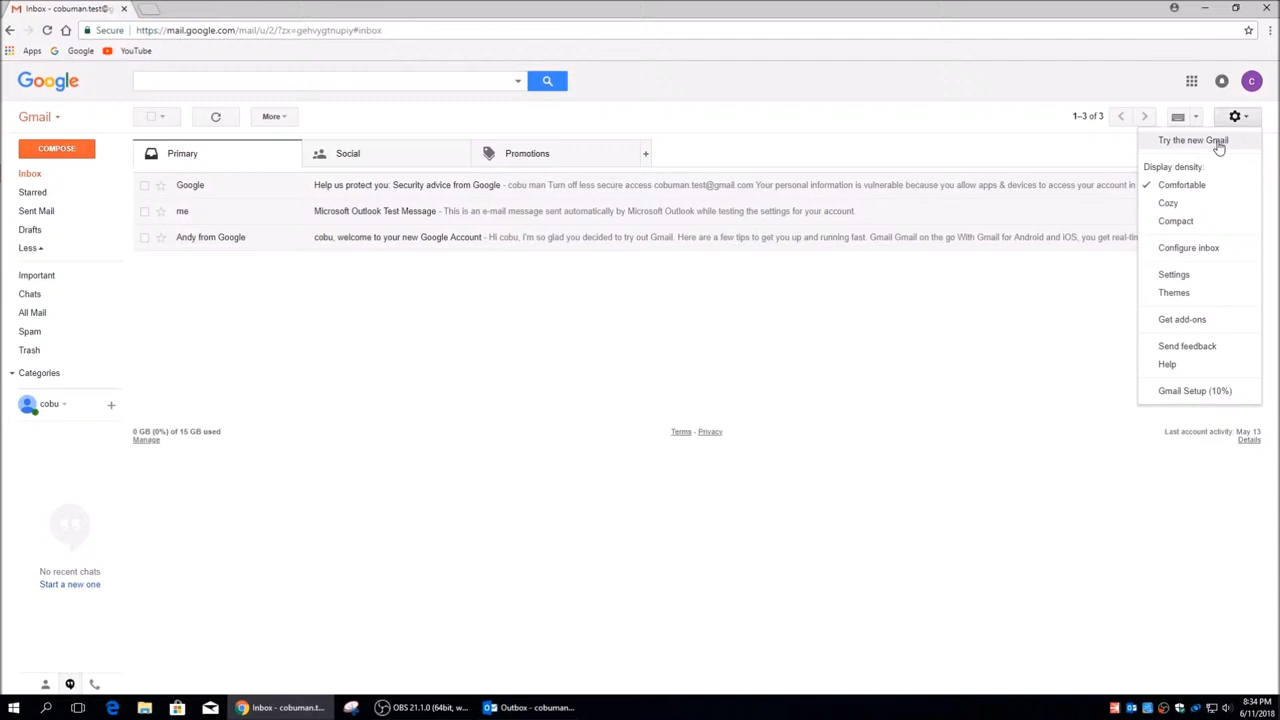 Inbox - cobuman.test@g
Secure
https://mail.google.com/mail/u/2/?zx=gehvygtnupiy#inbox
Apps
Google
YouTube
Google
C
Gmail
More
1–3 of 3
Try the new Gmail
COMPOSE
Primary
Social
Promotions
Display density:
Comfortable
Cozy
Compact
Configure inbox
Settings
Themes
Get add-ons
Send feedback
Help
Gmail Setup (10%)
Inbox
Starred
Sent Mail
Drafts
Less
Important
Chats
All Mail
Spam
Trash
Categories
cobu
Google Help us protect you: Security advice from Google - cobu man Turn off less secure access cobuman.test@gmail.com Your personal information is vulnerable because you allow apps & devices to access your account in
me Microsoft Outlook Test Message - This is an e-mail message sent automatically by Microsoft Outlook while testing the settings for your account.
Andy from Google cobu, welcome to your new Google Account - Hi cobu, I'm so glad you decided to try out Gmail. Here are a few tips to get you up and running fast. Gmail Gmail on the go With Gmail for Android and iOS, you get real-tim
0 GB (0%) of 15 GB used
Manage
Terms - Privacy
Last account activity: May 13
Details
No recent chats
Start a new one
Inbox - cobuman.t...
OBS 21.1.0 (64bit, w...
Outbox - cobuman...
8:34 PM
6/11/2018